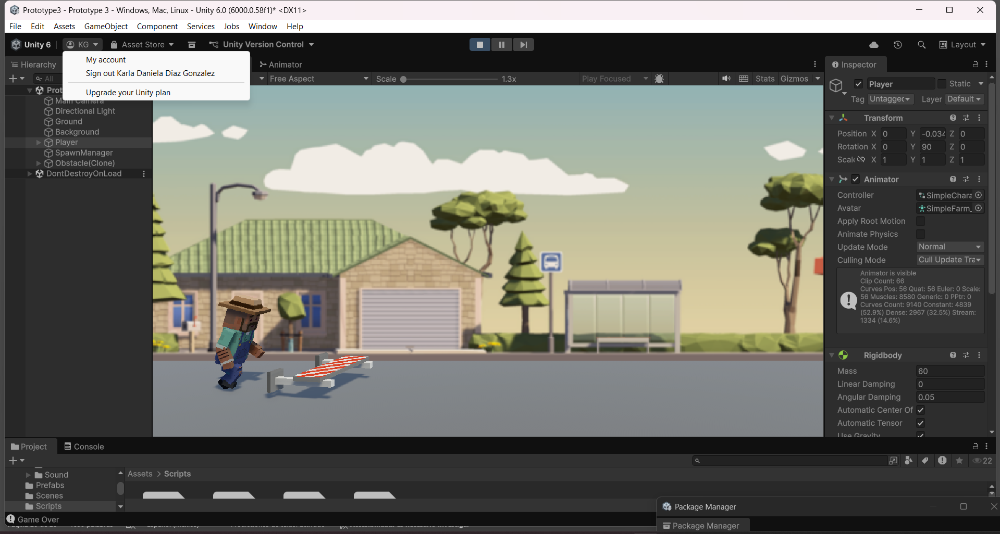 Prototype3 - Prototype 3 - Windows, Mac, Linux - Unity 6.0 (6000.0.58f1)* <DX11>
File Edit Assets GameObject Component Services Jobs Window Help
Unity 6 KG Asset Store Unity Version Control Layout
My account
Sign out Karla Daniela Diaz Gonzalez
Upgrade your Unity plan
Hierarchy
All
Prot
Main Camera
Directional Light
Ground
Background
Player
SpawnManager
Obstacle(Clone)
DontDestroyOnLoad
Animator
Free Aspect Scale 1.3x Play Focused Stats Gizmos
Inspector
Player Static
Tag Untagged Layer Default
Transform
Position X 0 Y -0.034 Z 0
Rotation X 0 Y 90 Z 0
Scale X 1 Y 1 Z 1
Animator
Controller SimpleChara
Avatar SimpleFarm_
Apply Root Motion
Animate Physics
Update Mode Normal
Culling Mode Cull Update Tra
Animator is visible
Clip Count: 66
Curves Pos: 56 Quat: 56 Euler: 0 Scale:
56 Muscles: 8580 Generic: 0 PPtr: 0
Curves Count: 9140 Constant: 4839
(52.9%) Dense: 2967 (32.5%) Stream:
1334 (14.6%)
Rigidbody
Mass 60
Linear Damping 0
Angular Damping 0.05
Automatic Center Of
Automatic Tensor
Use Gravity
Project Console
22
Sound
Prefabs
Scenes
Scripts
Assets > Scripts
Game Over
Package Manager
Package Manager